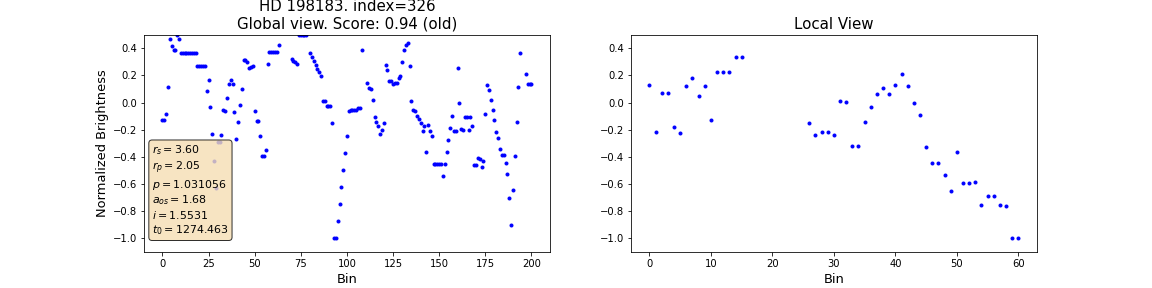 HD 198183. index=326
Global view. Score: 0.94 (old)
Local View
Normalized Brightness
0.4
0.2
0.0
−0.2
−0.4
−0.6
−0.8
−1.0
r_s = 3.60
r_p = 2.05
p = 1.031056
a_os = 1.68
i = 1.5531
t_0 = 1274.463
0 25 50 75 100 125 150 175 200
Bin
0.4
0.2
0.0
−0.2
−0.4
−0.6
−0.8
−1.0
0 10 20 30 40 50 60
Bin